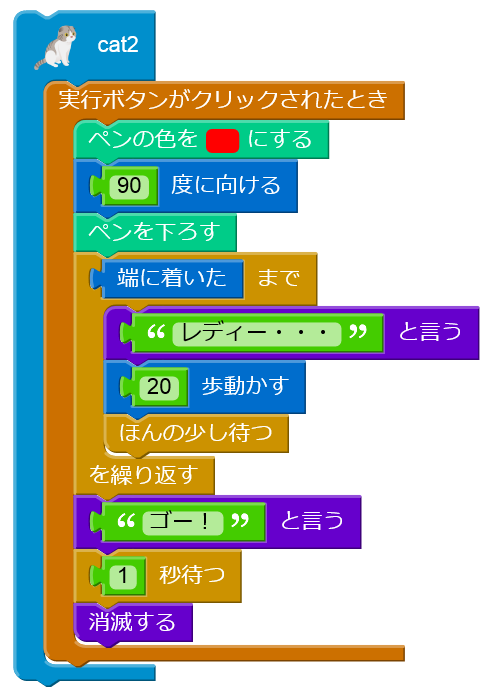 cat2
実行ボタンがクリックされたとき
ペンの色を にする
90 度に向ける
ペンを下ろす
端に着いた まで
“ レディー・・・ ” と言う
20 歩動かす
ほんの少し待つ
を繰り返す
“ ゴー！ ” と言う
1 秒待つ
消滅する